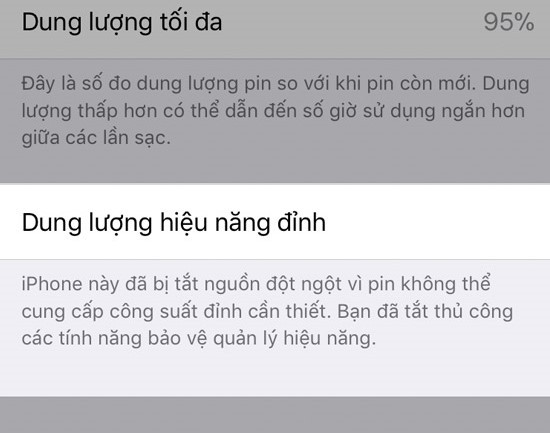 Dung lượng tối đa 95%
Đây là số đo dung lượng pin so với khi pin còn mới. Dung
lượng thấp hơn có thể dẫn đến số giờ sử dụng ngắn hơn
giữa các lần sạc.
Dung lượng hiệu năng đỉnh
iPhone này đã bị tắt nguồn đột ngột vì pin không thể
cung cấp công suất đỉnh cần thiết. Bạn đã tắt thủ công
các tính năng bảo vệ quản lý hiệu năng.